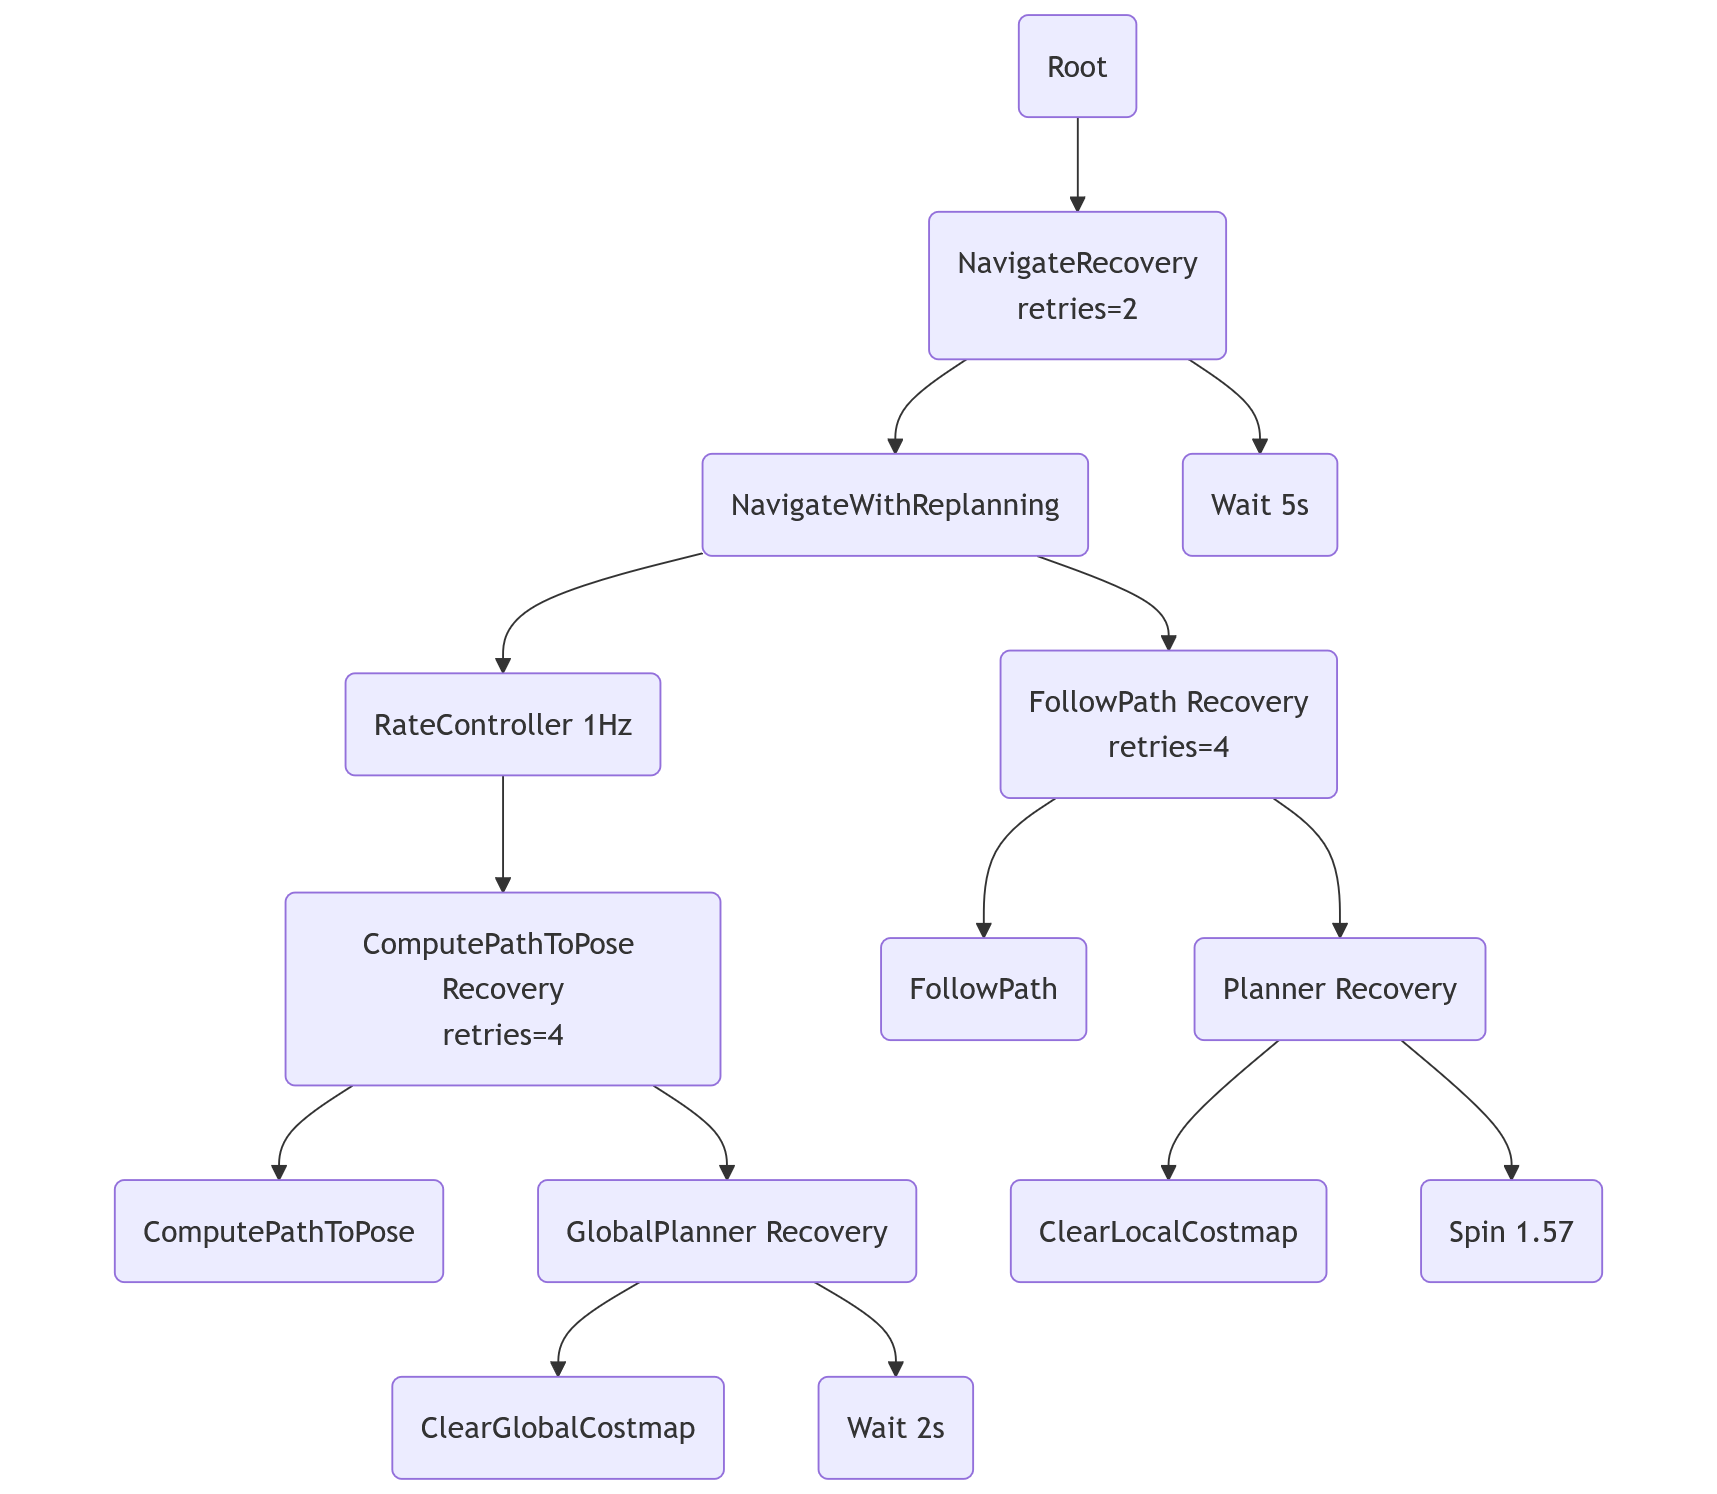 Root
NavigateRecovery
retries=2
NavigateWithReplanning
Wait 5s
RateController 1Hz
FollowPath Recovery
retries=4
ComputePathToPose
Recovery
retries=4
FollowPath
Planner Recovery
ComputePathToPose
GlobalPlanner Recovery
ClearLocalCostmap
Spin 1.57
ClearGlobalCostmap
Wait 2s